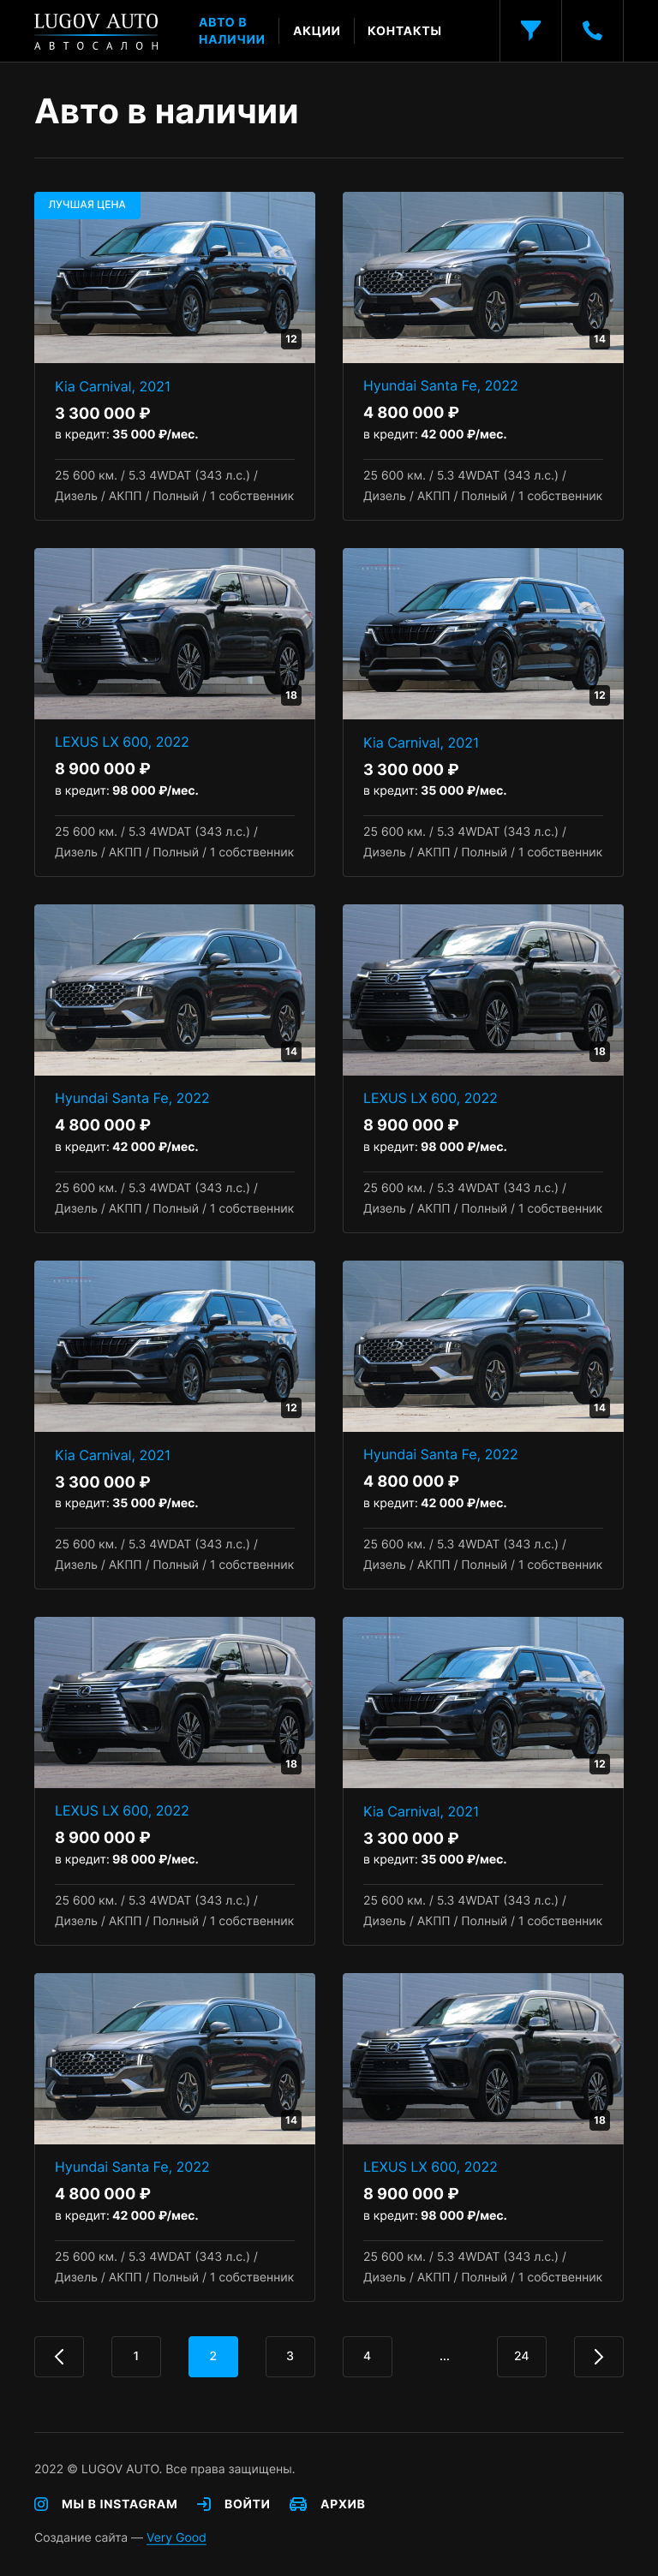 LUGOV AUTO
АВТОСАЛОН
АВТО В
НАЛИЧИИ
АКЦИИ
КОНТАКТЫ
Авто в наличии
ЛУЧШАЯ ЦЕНА
12
Kia Carnival, 2021
3 300 000 ₽
в кредит: 35 000 ₽/мес.
25 600 км. / 5.3 4WDAT (343 л.с.) /
Дизель / АКПП / Полный / 1 собственник
14
Hyundai Santa Fe, 2022
4 800 000 ₽
в кредит: 42 000 ₽/мес.
25 600 км. / 5.3 4WDAT (343 л.с.) /
Дизель / АКПП / Полный / 1 собственник
18
LEXUS LX 600, 2022
8 900 000 ₽
в кредит: 98 000 ₽/мес.
25 600 км. / 5.3 4WDAT (343 л.с.) /
Дизель / АКПП / Полный / 1 собственник
12
Kia Carnival, 2021
3 300 000 ₽
в кредит: 35 000 ₽/мес.
25 600 км. / 5.3 4WDAT (343 л.с.) /
Дизель / АКПП / Полный / 1 собственник
14
Hyundai Santa Fe, 2022
4 800 000 ₽
в кредит: 42 000 ₽/мес.
25 600 км. / 5.3 4WDAT (343 л.с.) /
Дизель / АКПП / Полный / 1 собственник
18
LEXUS LX 600, 2022
8 900 000 ₽
в кредит: 98 000 ₽/мес.
25 600 км. / 5.3 4WDAT (343 л.с.) /
Дизель / АКПП / Полный / 1 собственник
12
Kia Carnival, 2021
3 300 000 ₽
в кредит: 35 000 ₽/мес.
25 600 км. / 5.3 4WDAT (343 л.с.) /
Дизель / АКПП / Полный / 1 собственник
14
Hyundai Santa Fe, 2022
4 800 000 ₽
в кредит: 42 000 ₽/мес.
25 600 км. / 5.3 4WDAT (343 л.с.) /
Дизель / АКПП / Полный / 1 собственник
18
LEXUS LX 600, 2022
8 900 000 ₽
в кредит: 98 000 ₽/мес.
25 600 км. / 5.3 4WDAT (343 л.с.) /
Дизель / АКПП / Полный / 1 собственник
12
Kia Carnival, 2021
3 300 000 ₽
в кредит: 35 000 ₽/мес.
25 600 км. / 5.3 4WDAT (343 л.с.) /
Дизель / АКПП / Полный / 1 собственник
14
Hyundai Santa Fe, 2022
4 800 000 ₽
в кредит: 42 000 ₽/мес.
25 600 км. / 5.3 4WDAT (343 л.с.) /
Дизель / АКПП / Полный / 1 собственник
18
LEXUS LX 600, 2022
8 900 000 ₽
в кредит: 98 000 ₽/мес.
25 600 км. / 5.3 4WDAT (343 л.с.) /
Дизель / АКПП / Полный / 1 собственник
1 2 3 4 ... 24
2022 © LUGOV AUTO. Все права защищены.
МЫ В INSTAGRAM ВОЙТИ АРХИВ
Создание сайта — Very Good